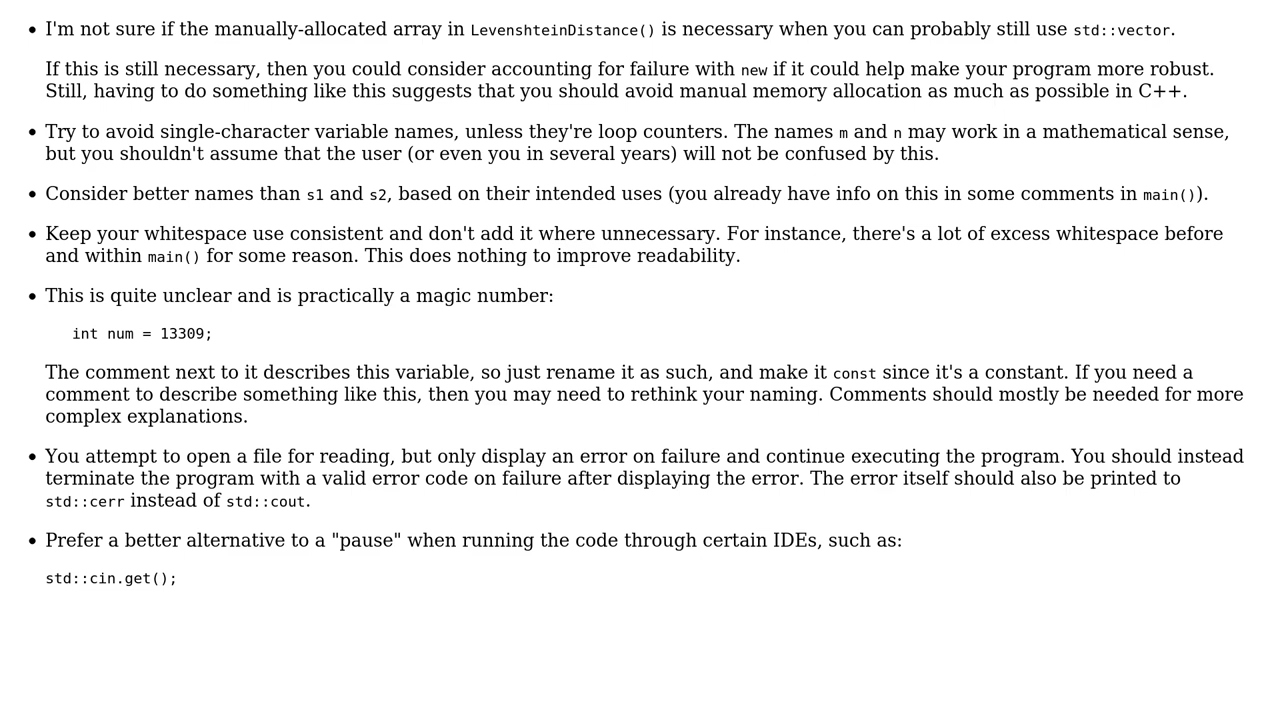 • I'm not sure if the manually-allocated array in LevenshteinDistance() is necessary when you can probably still use std::vector.
If this is still necessary, then you could consider accounting for failure with new if it could help make your program more robust.
Still, having to do something like this suggests that you should avoid manual memory allocation as much as possible in C++.
• Try to avoid single-character variable names, unless they're loop counters. The names m and n may work in a mathematical sense,
but you shouldn't assume that the user (or even you in several years) will not be confused by this.
• Consider better names than s1 and s2, based on their intended uses (you already have info on this in some comments in main()).
• Keep your whitespace use consistent and don't add it where unnecessary. For instance, there's a lot of excess whitespace before
and within main() for some reason. This does nothing to improve readability.
• This is quite unclear and is practically a magic number:
int num = 13309;
The comment next to it describes this variable, so just rename it as such, and make it const since it's a constant. If you need a
comment to describe something like this, then you may need to rethink your naming. Comments should mostly be needed for more
complex explanations.
• You attempt to open a file for reading, but only display an error on failure and continue executing the program. You should instead
terminate the program with a valid error code on failure after displaying the error. The error itself should also be printed to
std::cerr instead of std::cout.
• Prefer a better alternative to a "pause" when running the code through certain IDEs, such as:
std::cin.get();